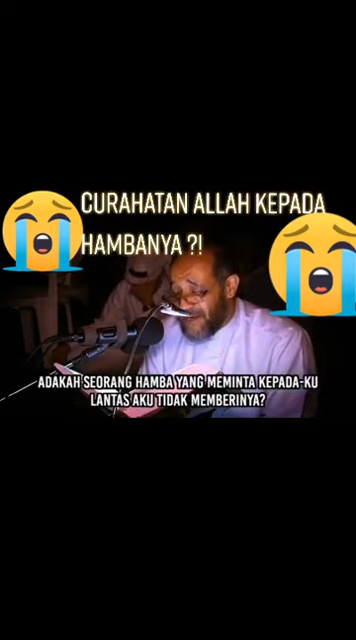 CURAHATAN ALLAH KEPADA
HAMBANYA ?!
ADAKAH SEORANG HAMBA YANG MEMINTA KEPADA-KU
LANTAS AKU TIDAK MEMBERINYA?